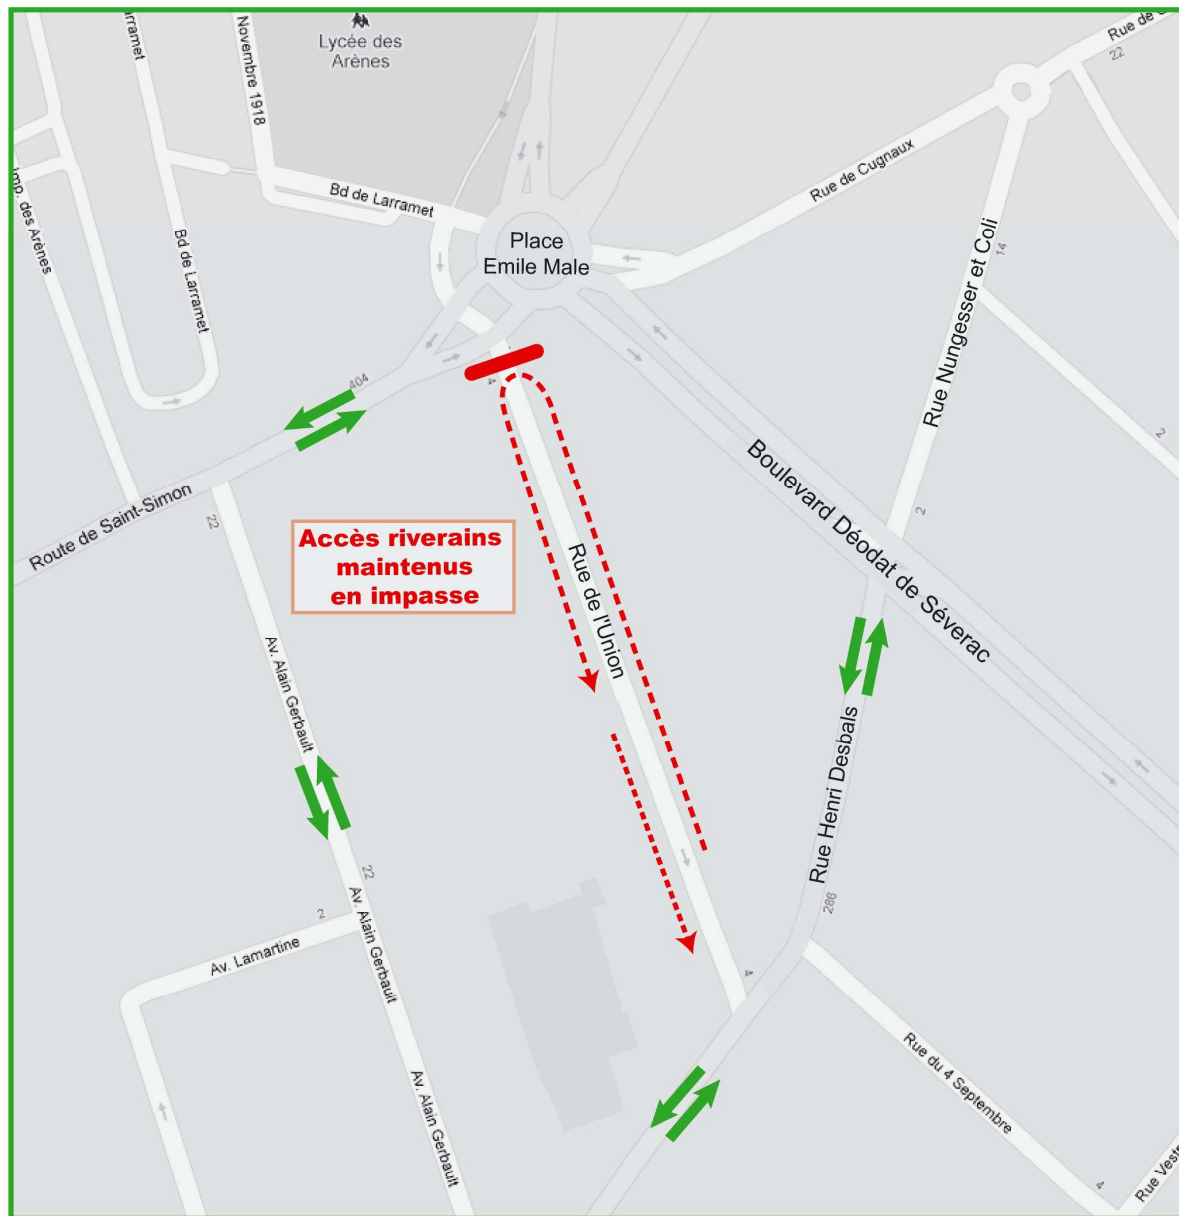 Lycée des
Arènes
Novembre 1918
Larramet
Rue de
22
Bd de Larramet
Rue de Cugnaux
Place
Emile Male
Imp. des Arènes
Bd de Larramet
Rue Nungesser et Coli
14
404
4
2
2
Route de Saint-Simon
22
Accès riverains
maintenus
en impasse
Rue de l'Union
Boulevard Déodat de Séverac
Av. Alain Gerbault
Rue Henri Desbals
286
22
2
Av. Lamartine
Av. Alain Gerbault
4
Rue du 4 Septembre
Av. Alain Gerbault
4
Rue